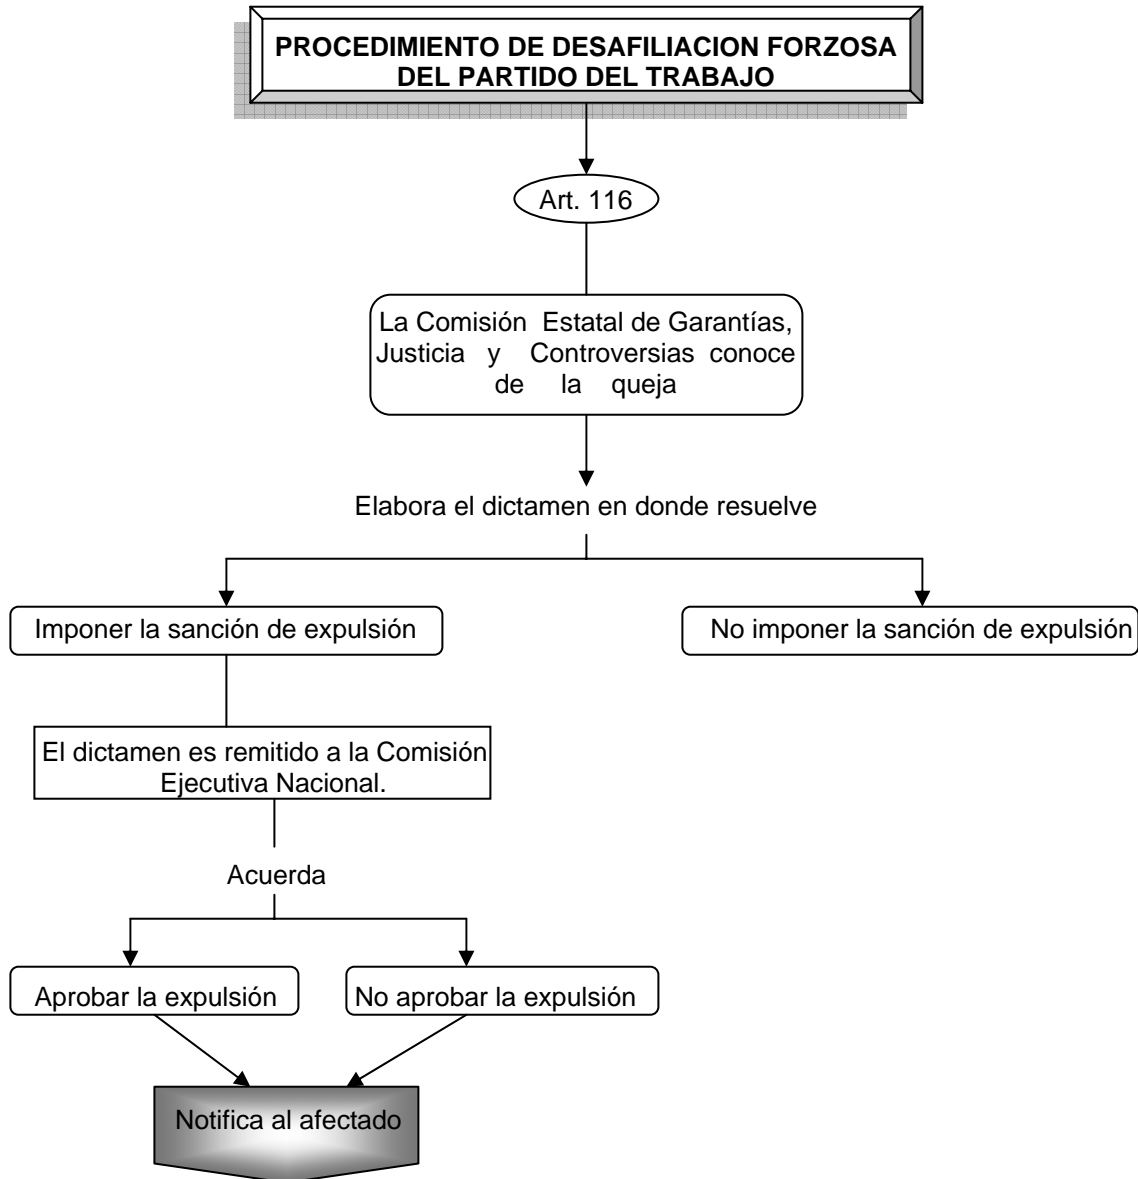 PROCEDIMIENTO DE DESAFILIACION FORZOSA
DEL PARTIDO DEL TRABAJO
Art. 116
La Comisión Estatal de Garantías,
Justicia y Controversias conoce
de la queja
Elabora el dictamen en donde resuelve
Imponer la sanción de expulsión
No imponer la sanción de expulsión
El dictamen es remitido a la Comisión
Ejecutiva Nacional.
Acuerda
Aprobar la expulsión
No aprobar la expulsión
Notifica al afectado